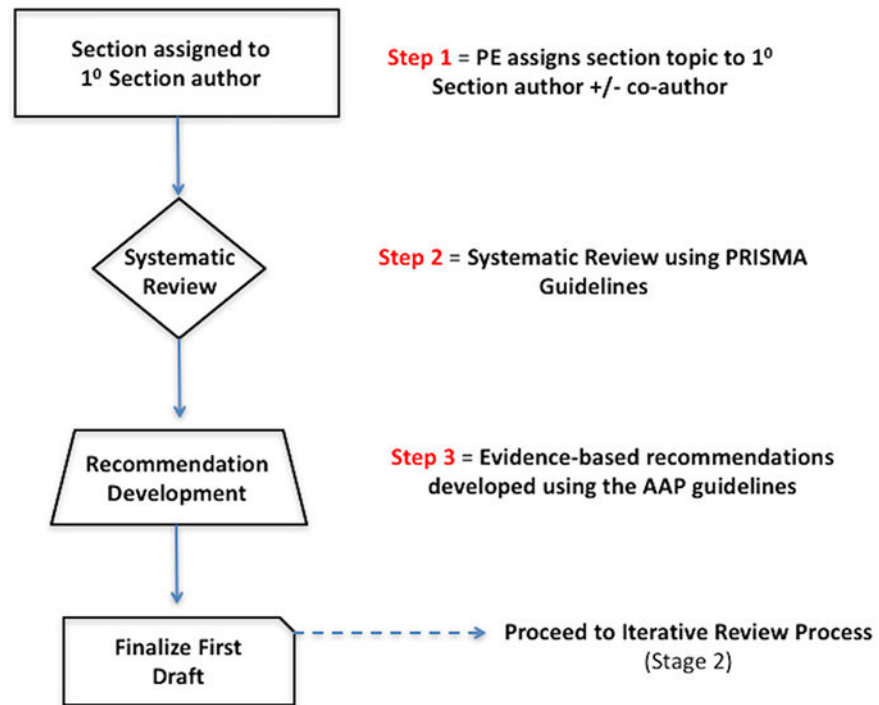 Section assigned to
1⁰ Section author
Step 1 = PE assigns section topic to 1⁰
Section author +/- co-author
Systematic
Review
Step 2 = Systematic Review using PRISMA
Guidelines
Recommendation
Development
Step 3 = Evidence-based recommendations
developed using the AAP guidelines
Finalize First
Draft
Proceed to Iterative Review Process
(Stage 2)